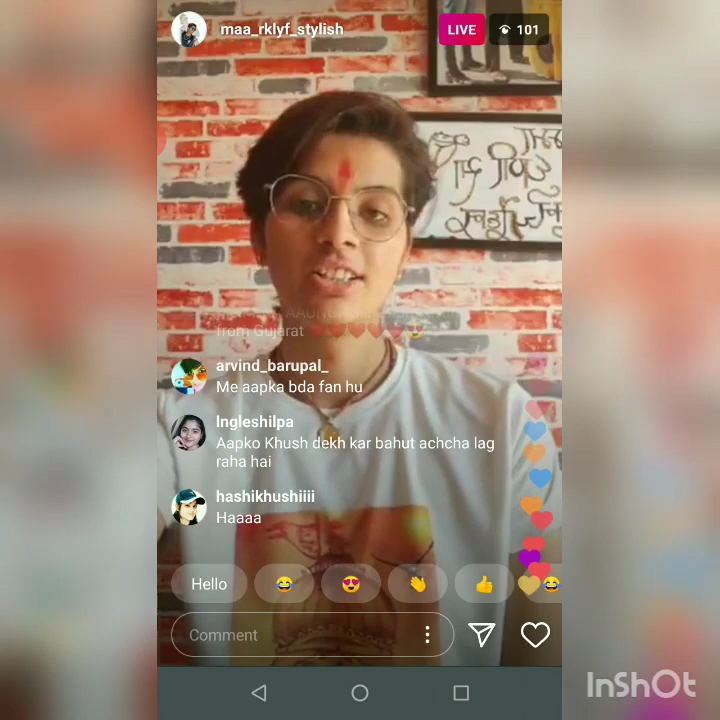 maa_rklyf_stylish
LIVE
101
from Gujarat ❤❤❤❤❤😍
arvind_barupal_
Me aapka bda fan hu
lngleshilpa
Aapko Khush dekh kar bahut achcha lag
raha hai
hashikhushiiii
Haaaa
Hello 😂 😍 👋 👍 😂
Comment
InShOt